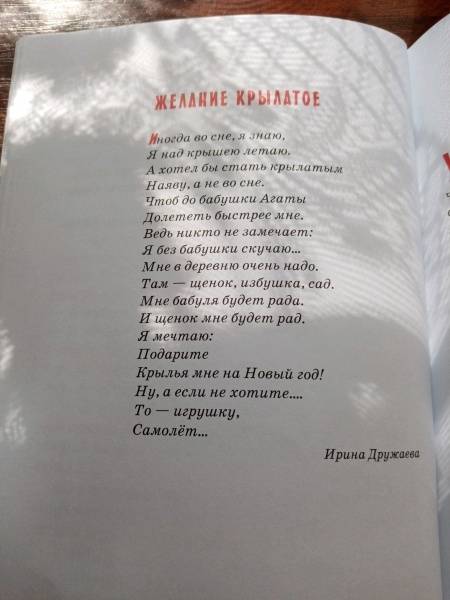 ЖЕЛАНИЕ КРЫЛАТОЕ
Иногда во сне, я знаю,
Я над крышею летаю.
А хотел бы стать крылатым
Наяву, а не во сне.
Чтоб до бабушки Агаты
Долететь быстрее мне.
Ведь никто не замечает:
Я без бабушки скучаю...
Мне в деревню очень надо.
Там — щенок, избушка, сад.
Мне бабуля будет рада.
И щенок мне будет рад.
Я мечтаю:
Подарите
Крылья мне на Новый год!
Ну, а если не хотите....
То — игрушку,
Самолёт...
Ирина Дружаева